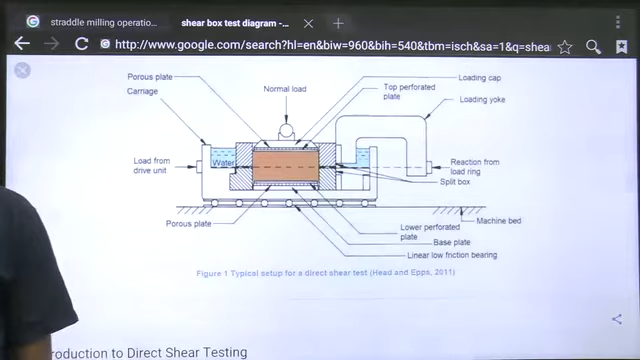 straddle milling operatio...
shear box test diagram -...
http://www.google.com/search?hl=en&biw=960&bih=540&tbm=isch&sa=1&q=shea
Porous plate
Carriage
Normal load
Loading cap
Top perforated
plate
Loading yoke
Water
Load from
drive unit
Reaction from
load ring
Split box
Porous plate
Lower perforated
plate
Machine bed
Base plate
Linear low friction bearing
Figure 1 Typical setup for a direct shear test (Head and Epps, 2011)
roduction to Direct Shear Testing